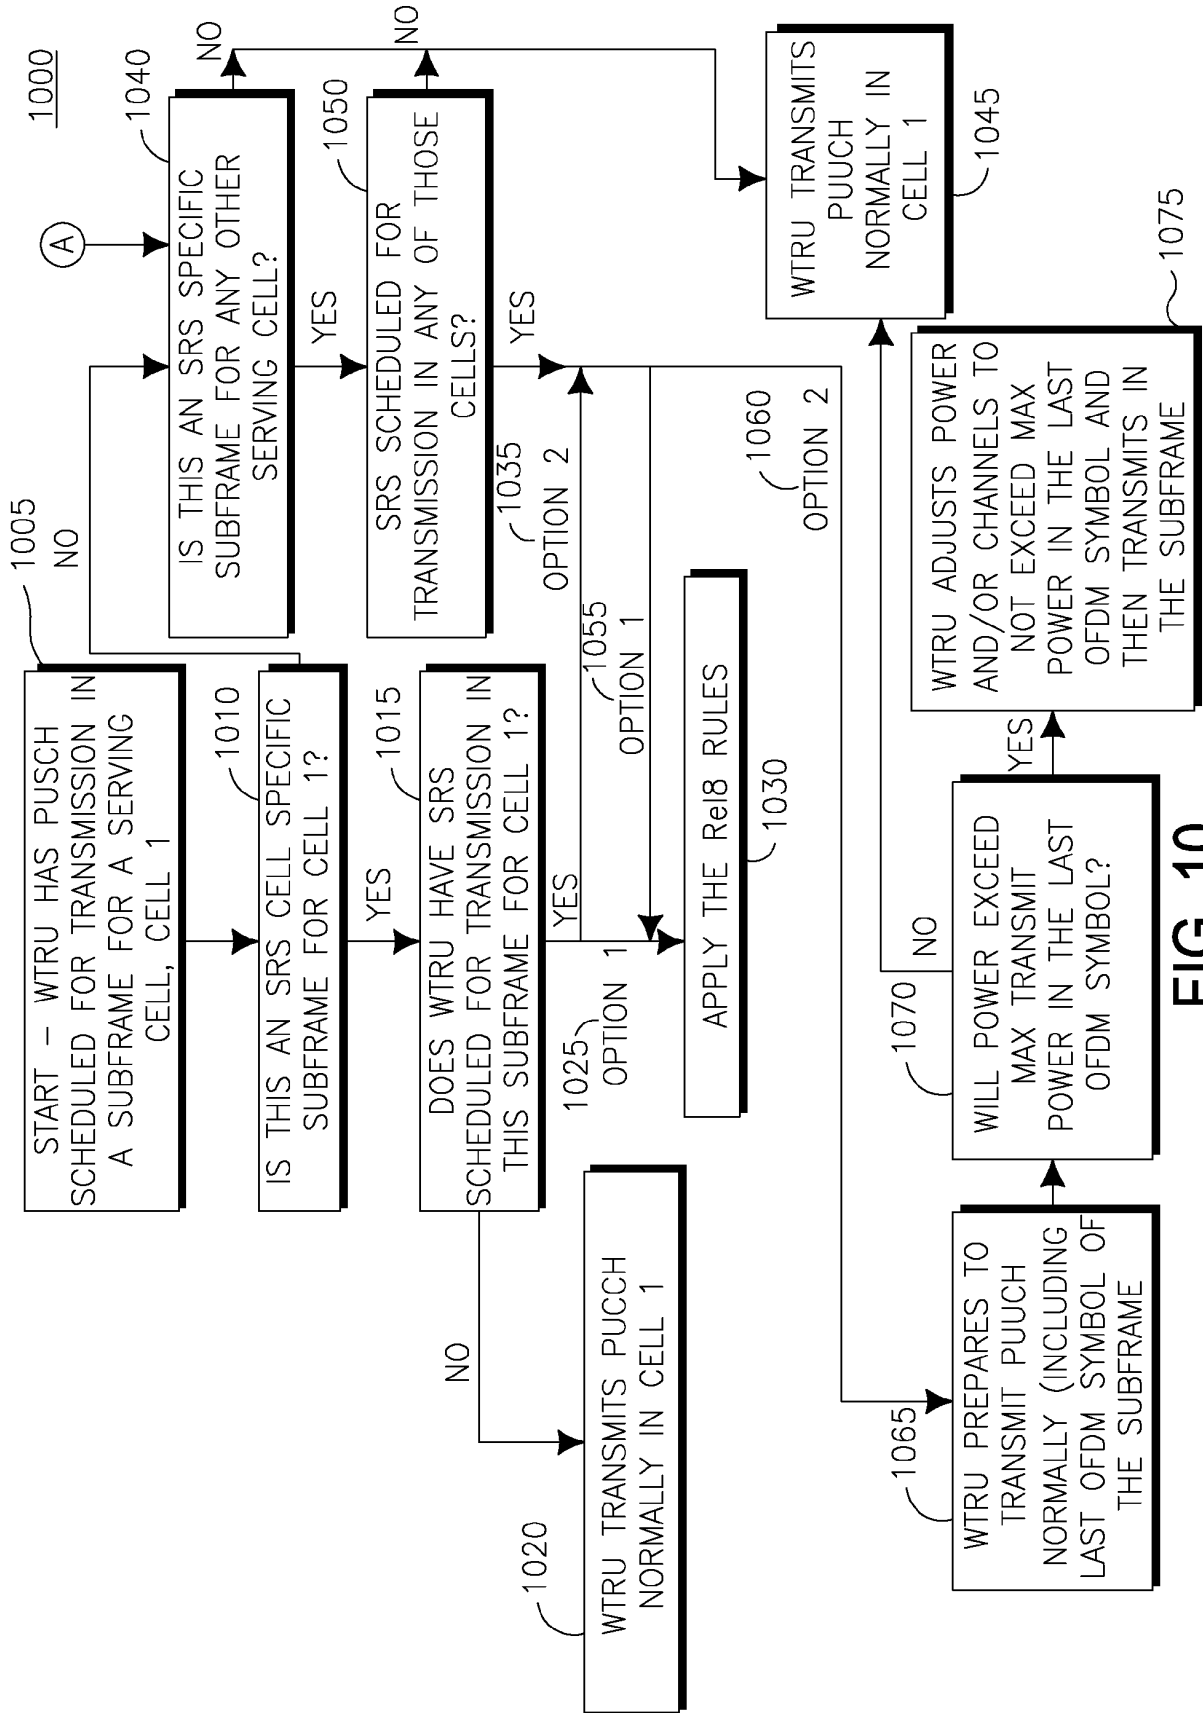 1000
START – WTRU HAS PUSCH
SCHEDULED FOR TRANSMISSION IN
A SUBFRAME FOR A SERVING
CELL, CELL 1
1005
NO
IS THIS AN SRS CELL SPECIFIC
SUBFRAME FOR CELL 1?
1010
YES
DOES WTRU HAVE SRS
SCHEDULED FOR TRANSMISSION IN
THIS SUBFRAME FOR CELL 1?
1015
NO
YES
WTRU TRANSMITS PUCCH
NORMALLY IN CELL 1
1020
1025
OPTION 1
APPLY THE Rel8 RULES
1030
1035
OPTION 2
A
IS THIS AN SRS SPECIFIC
SUBFRAME FOR ANY OTHER
SERVING CELL?
1040
NO
YES
SRS SCHEDULED FOR
TRANSMISSION IN ANY OF THOSE
CELLS?
1050
NO
YES
1055
OPTION 1
1060
OPTION 2
WTRU TRANSMITS
PUUCH
NORMALLY IN
CELL 1
1045
WTRU PREPARES TO
TRANSMIT PUUCH
NORMALLY (INCLUDING
LAST OFDM SYMBOL OF
THE SUBFRAME
1065
WILL POWER EXCEED
MAX TRANSMIT
POWER IN THE LAST
OFDM SYMBOL?
1070
NO
YES
WTRU ADJUSTS POWER
AND/OR CHANNELS TO
NOT EXCEED MAX
POWER IN THE LAST
OFDM SYMBOL AND
THEN TRANSMITS IN
THE SUBFRAME
1075
FIG. 10